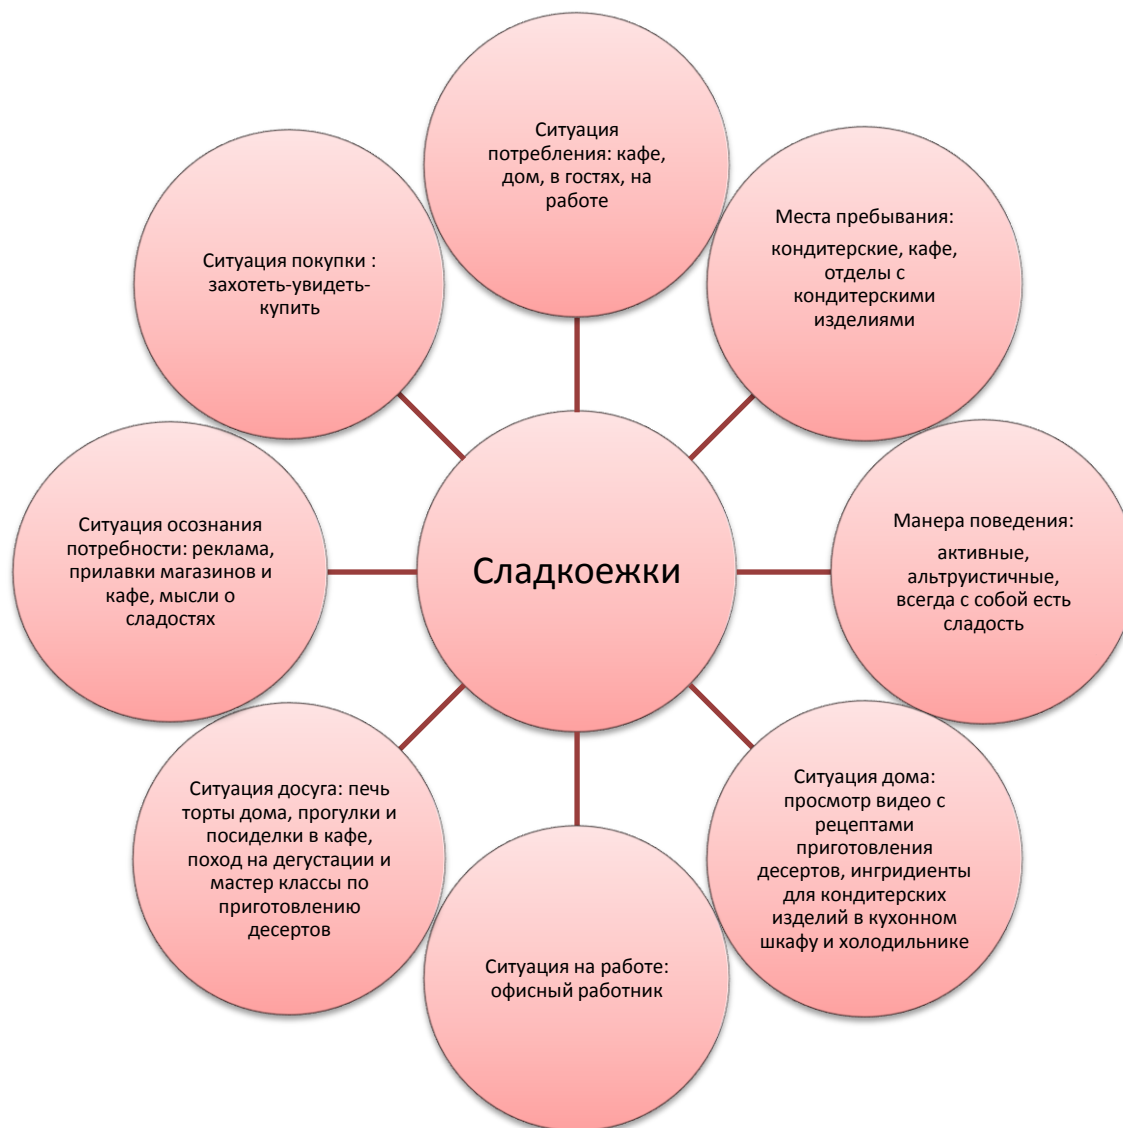 Ситуация
потребления: кафе,
дом, в гостях, на
работе
Места пребывания:
кондитерские, кафе,
отделы с
кондитерскими
изделиями
Манера поведения:
активные,
альтруистичные,
всегда с собой есть
сладость
Ситуация дома:
просмотр видео с
рецептами
приготовления
десертов, ингридиенты
для кондитерских
изделий в кухонном
шкафу и холодильнике
Ситуация на работе:
офисный работник
Ситуация досуга: печь
торты дома, прогулки и
посиделки в кафе,
поход на дегустации и
мастер классы по
приготовлению
десертов
Ситуация осознания
потребности: реклама,
прилавки магазинов и
кафе, мысли о
сладостях
Ситуация покупки :
захотеть-увидеть-
купить
Сладкоежки